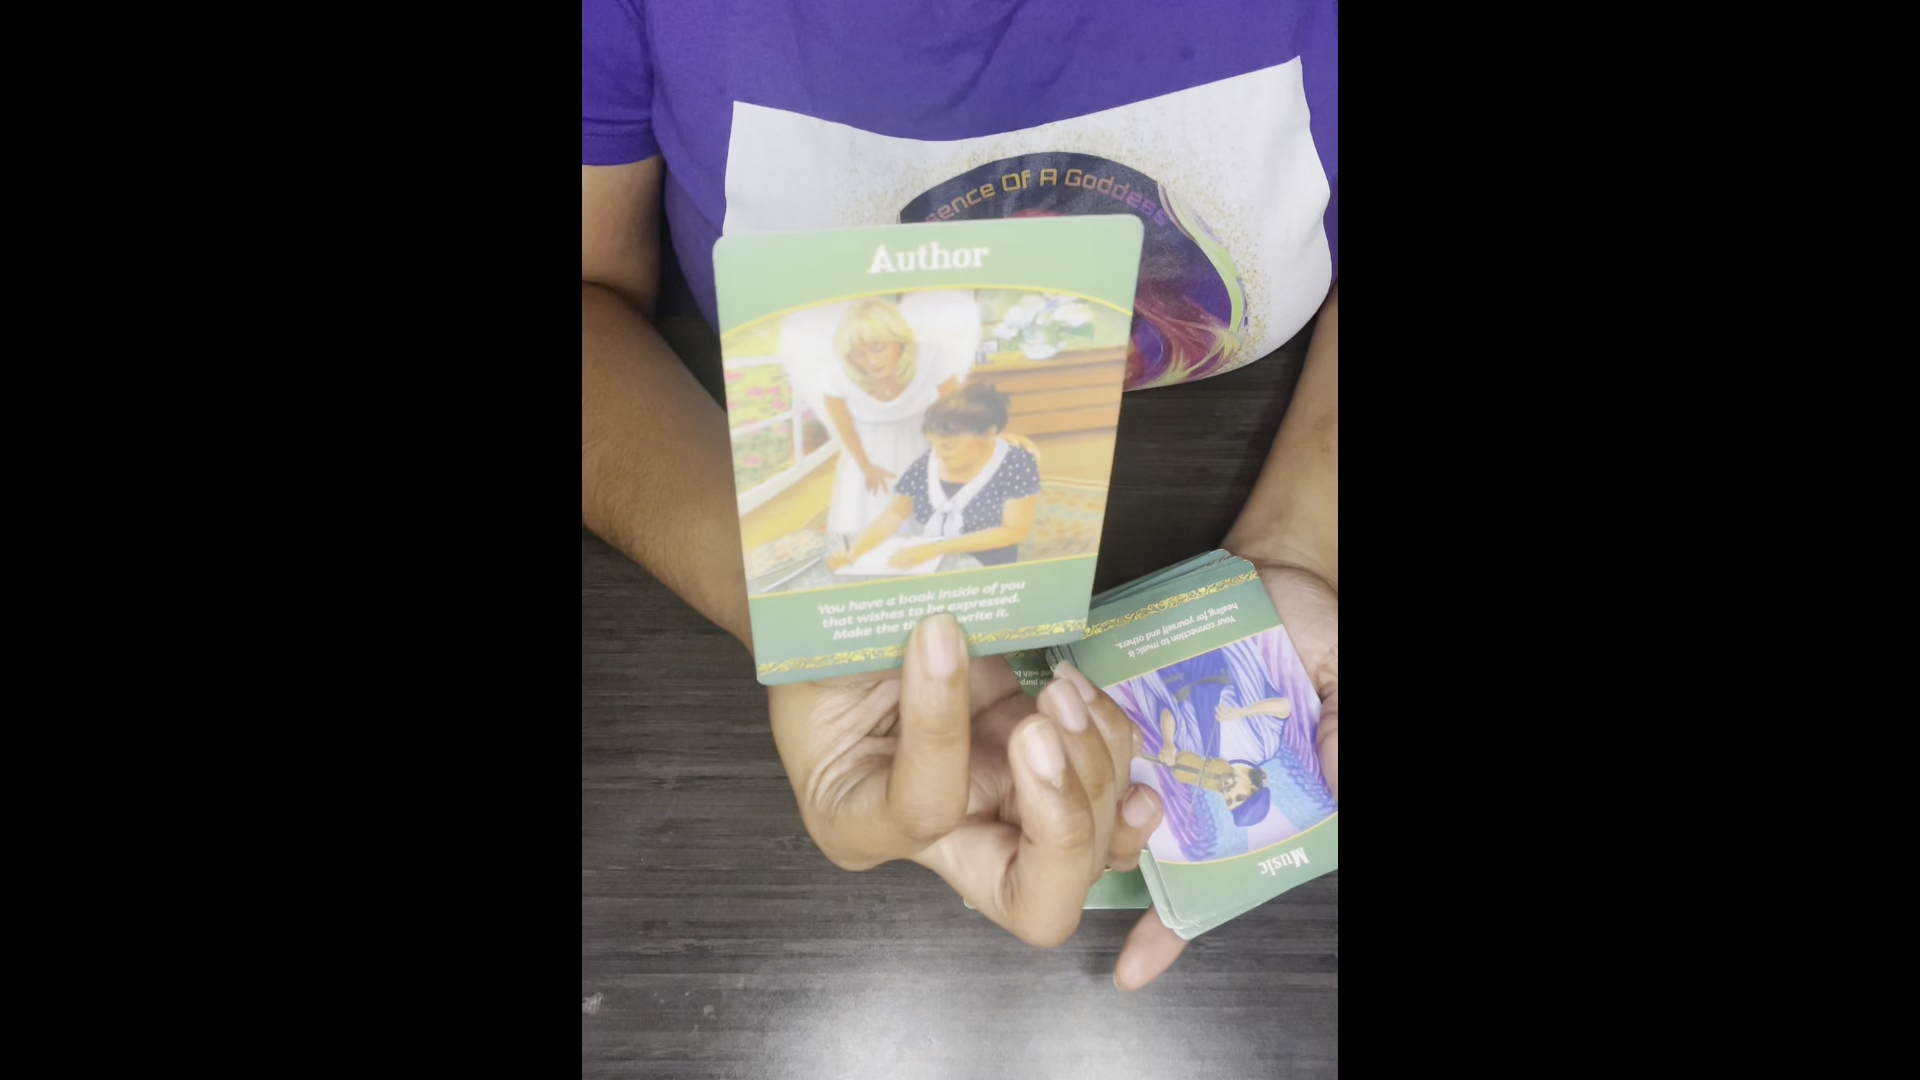 sence Of A Goddess
Author
You have a book inside of you
that wishes to be expressed.
Make the write it.
Your connection to music is
healing for yourself and others.
Music